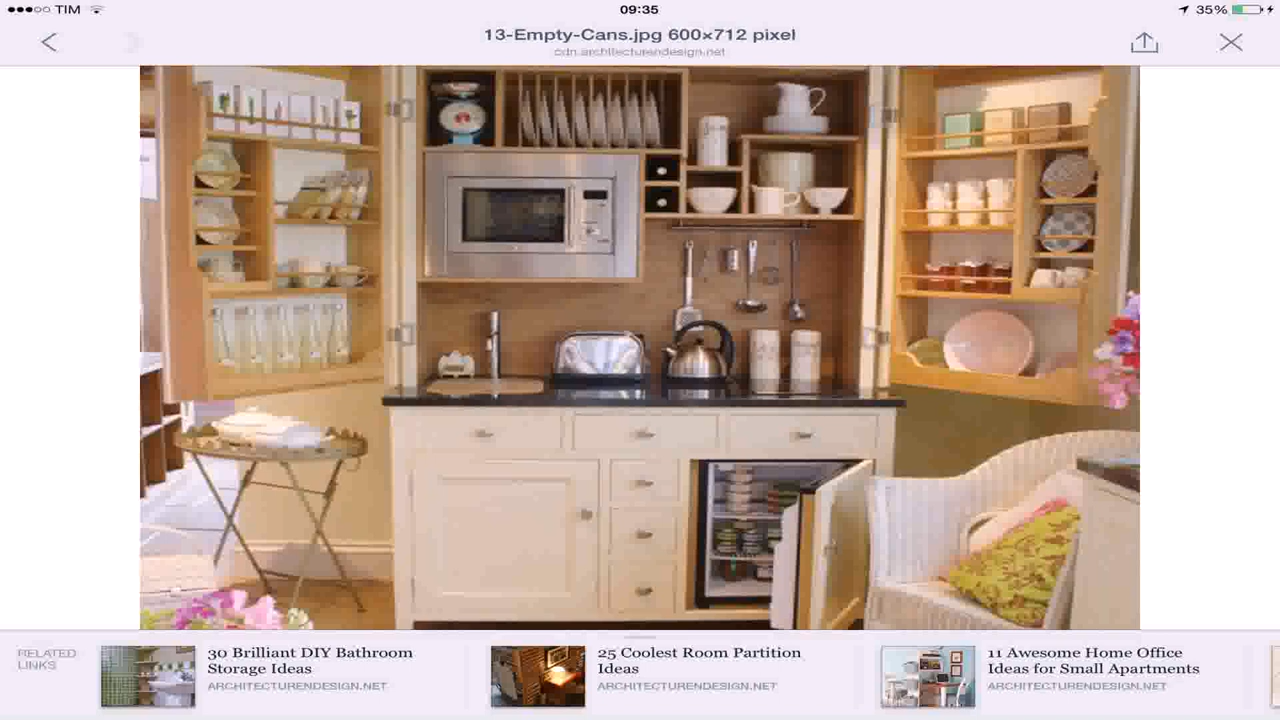 TIM
09:35
35%
13-Empty-Cans.jpg 600×712 pixel
cdn.architecturendesign.net
RELATED
LINKS
30 Brilliant DIY Bathroom
Storage Ideas
ARCHITECTURENDESIGN.NET
25 Coolest Room Partition
Ideas
ARCHITECTURENDESIGN.NET
11 Awesome Home Office
Ideas for Small Apartments
ARCHITECTURENDESIGN.NET